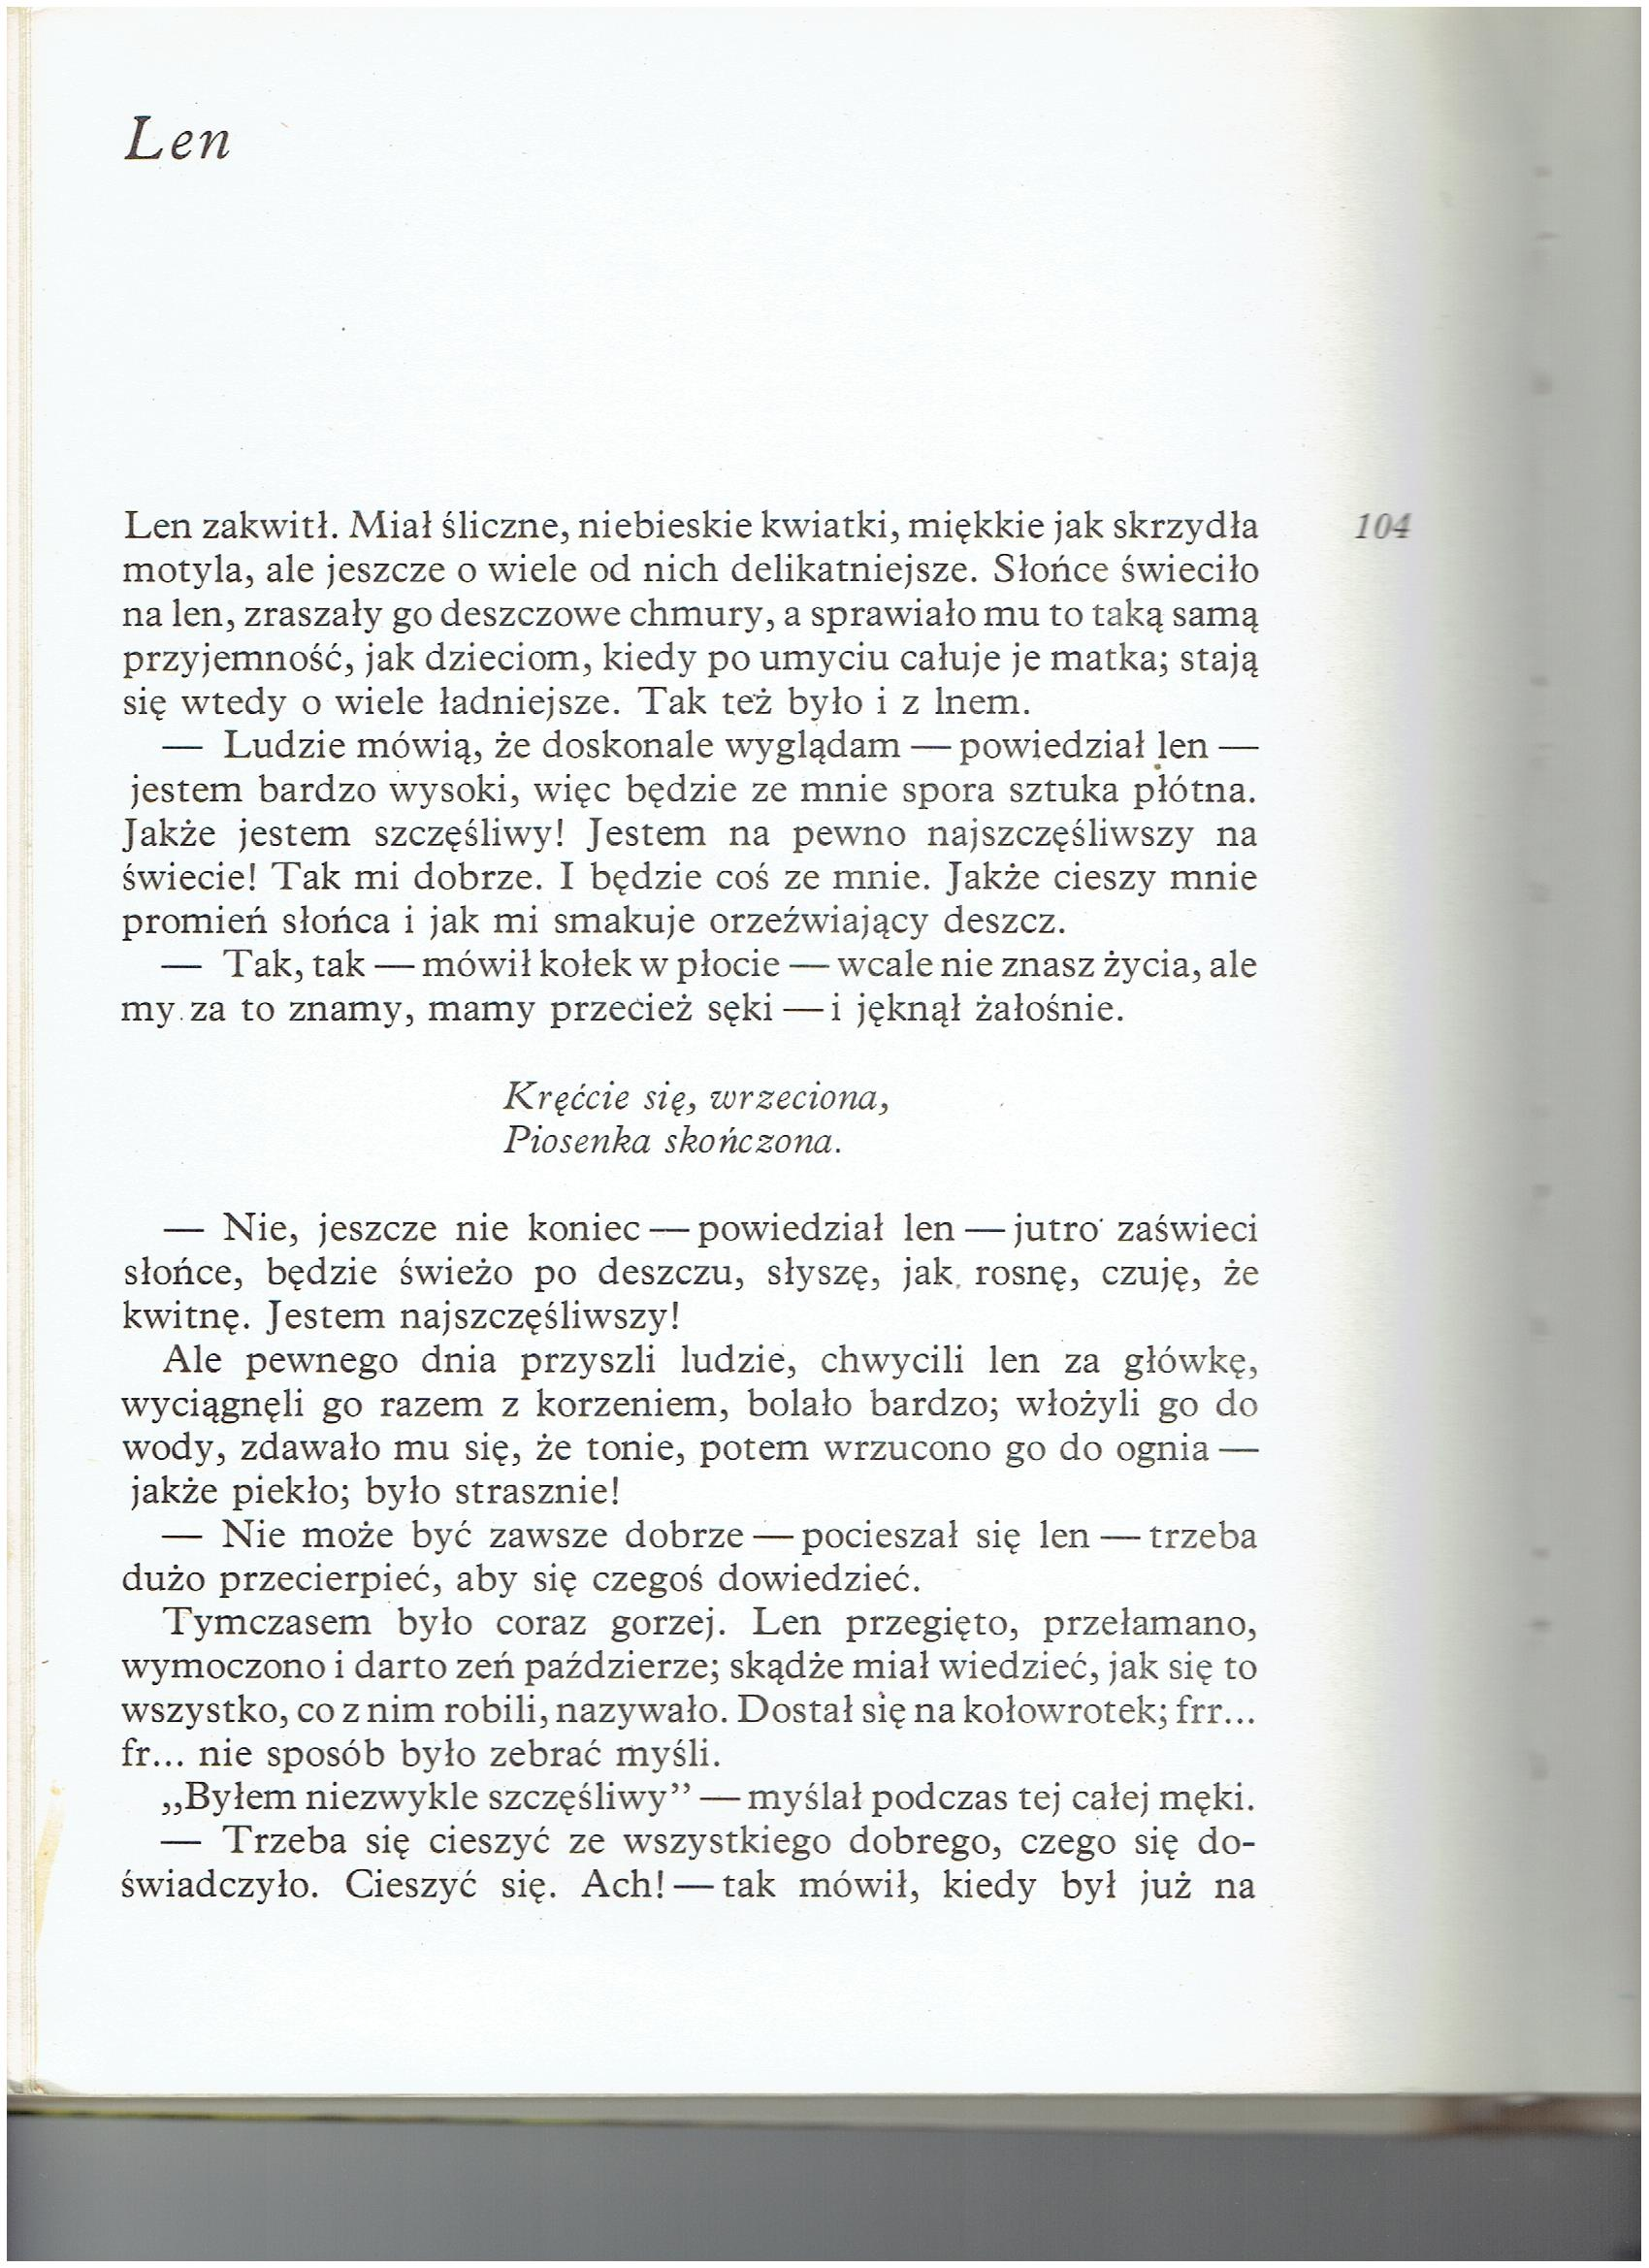 Len
Len zakwitł. Miał śliczne, niebieskie kwiatki, miękkie jak skrzydła
104
motyla, ale jeszcze o wiele od nich delikatniejsze. Słońce świeciło
na len, zraszały go deszczowe chmury, a sprawiało mu to taką samą
przyjemność, jak dzieciom, kiedy po umyciu całuje je matka; stają
się wtedy o wiele ładniejsze. Tak też było i z lnem.
— Ludzie mówią, że doskonale wyglądam — powiedział len —
jestem bardzo wysoki, więc będzie ze mnie spora sztuka płótna.
Jakże jestem szczęśliwy! Jestem na pewno najszczęśliwszy na
świecie! Tak mi dobrze. I będzie coś ze mnie. Jakże cieszy mnie
promień słońca i jak mi smakuje orzeźwiający deszcz.
— Tak, tak — mówił kołek w płocie — wcale nie znasz życia, ale
my za to znamy, mamy przecież sęki — i jęknął żałośnie.
Kręćcie się, wrzeciona,
Piosenka skończona.
— Nie, jeszcze nie koniec — powiedział len — jutro zaświeci
słońce, będzie świeżo po deszczu, słyszę, jak rosnę, czuję, że
kwitnę. Jestem najszczęśliwszy!
Ale pewnego dnia przyszli ludzie, chwycili len za główkę,
wyciągnęli go razem z korzeniem, bolało bardzo; włożyli go do
wody, zdawało mu się, że tonie, potem wrzucono go do ognia —
jakże piekło; było strasznie!
— Nie może być zawsze dobrze — pocieszał się len — trzeba
dużo przecierpieć, aby się czegoś dowiedzieć.
Tymczasem było coraz gorzej. Len przegięto, przełamano,
wymoczono i darto zeń paździerze; skądże miał wiedzieć, jak się to
wszystko, co z nim robili, nazywało. Dostał się na kołowrotek; frr...
fr... nie sposób było zebrać myśli.
„Byłem niezwykle szczęśliwy” — myślał podczas tej całej męki.
— Trzeba się cieszyć ze wszystkiego dobrego, czego się do-
świadczyło. Cieszyć się. Ach! — tak mówił, kiedy był już na